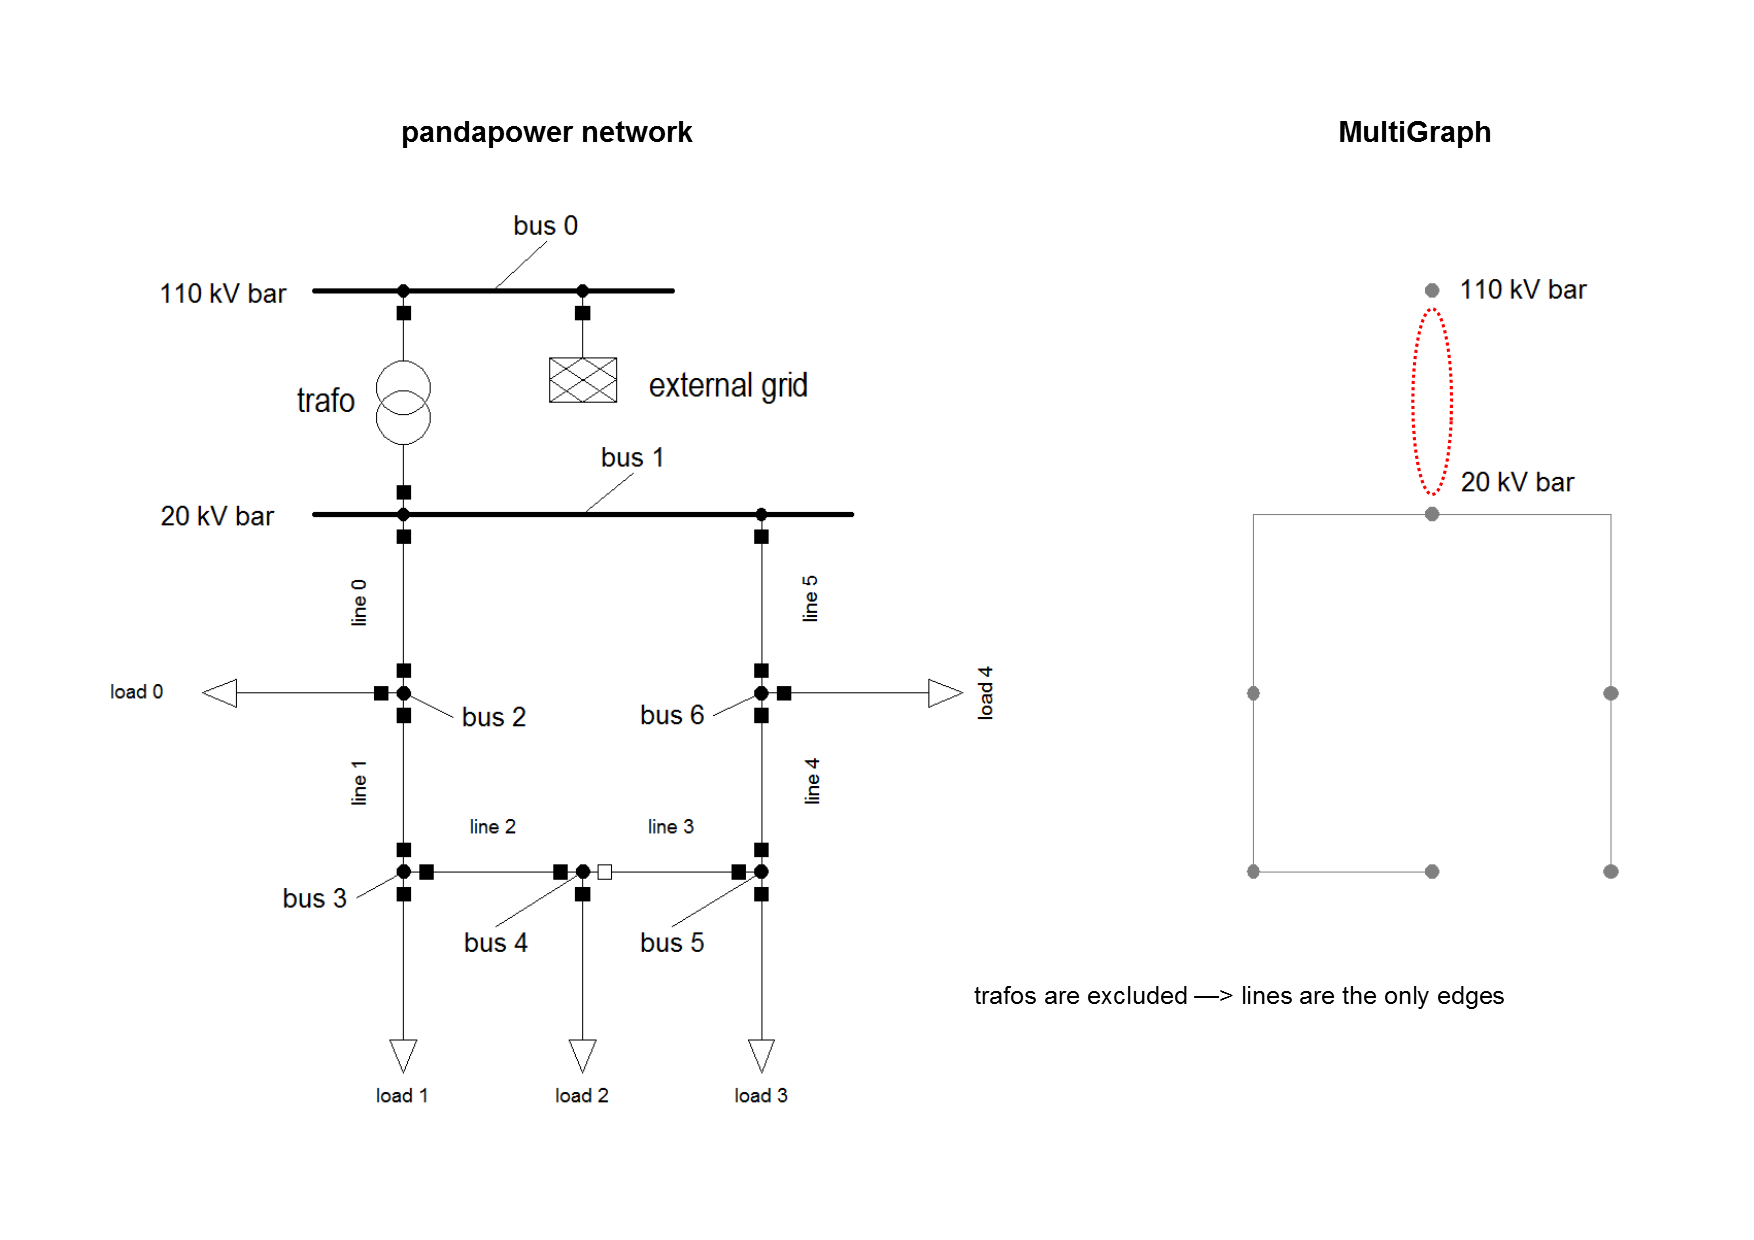 pandapower network
MultiGraph
bus 0
110 kV bar
110 kV bar
trafo
external grid
bus 1
20 kV bar
20 kV bar
line 0
line 5
load 0
load 4
bus 2
bus 6
line 1
line 4
line 2
line 3
bus 3
bus 4
bus 5
trafos are excluded —> lines are the only edges
load 1
load 2
load 3